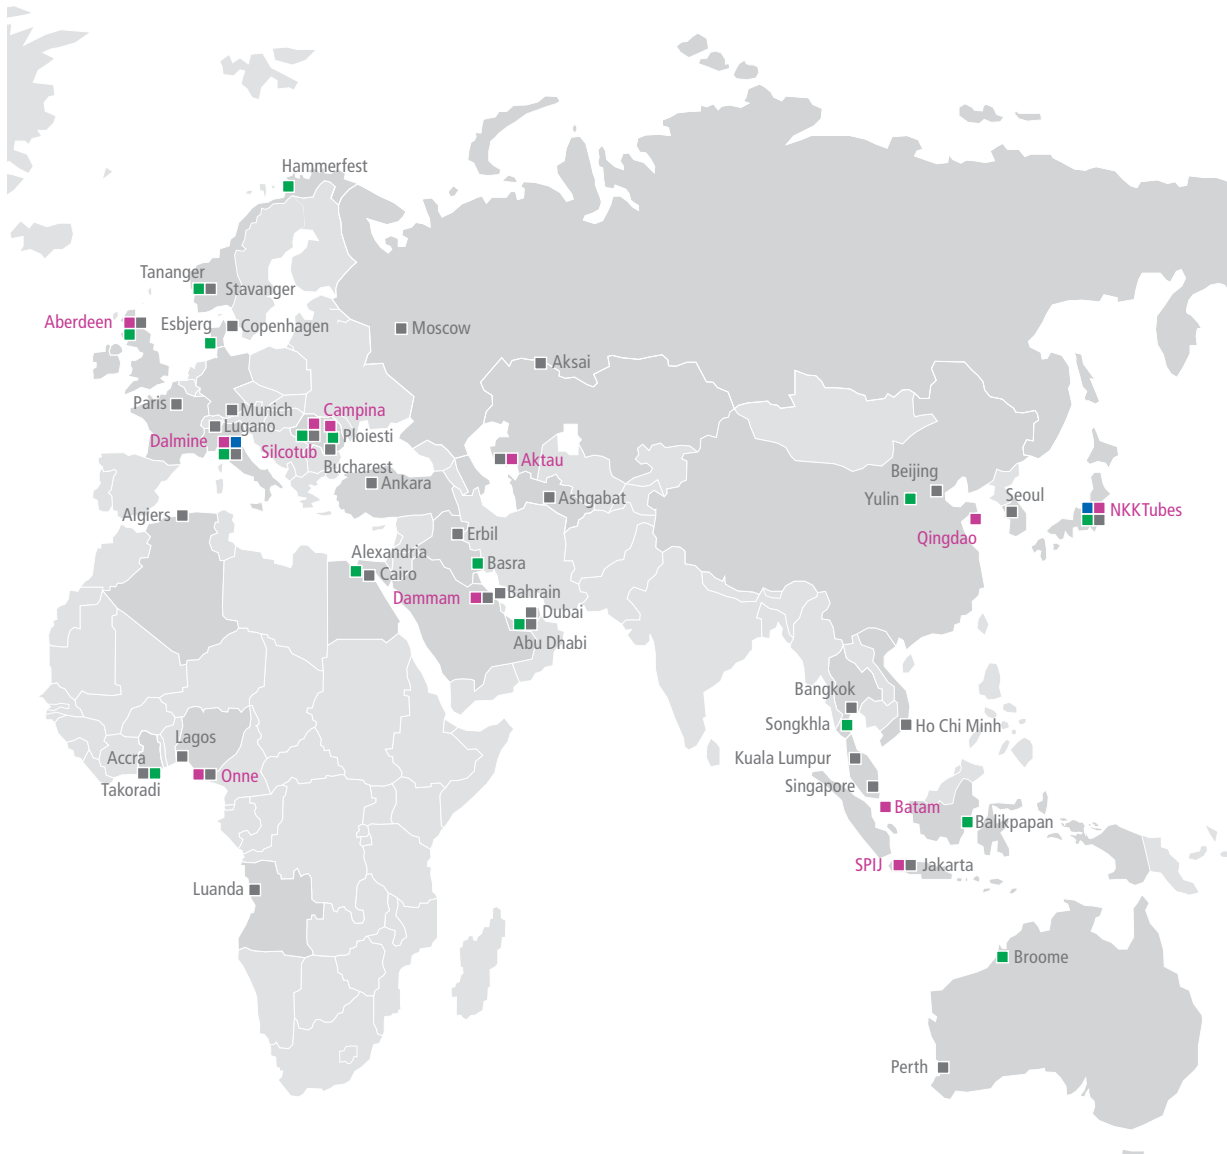 Hammerfest
Tananger
Stavanger
Aberdeen
Esbjerg
Copenhagen
Moscow
Aksai
Paris
Munich
Campina
Lugano
Dalmine
Ploiesti
Silcotub
Bucharest
Aktau
Ankara
Ashgabat
Beijing
Yulin
Seoul
NKKTubes
Qingdao
Algiers
Erbil
Alexandria
Basra
Cairo
Dammam
Bahrain
Dubai
Abu Dhabi
Bangkok
Songkhla
Ho Chi Minh
Lagos
Accra
Onne
Takoradi
Kuala Lumpur
Singapore
Batam
Balikpapan
SPIJ
Jakarta
Luanda
Broome
Perth